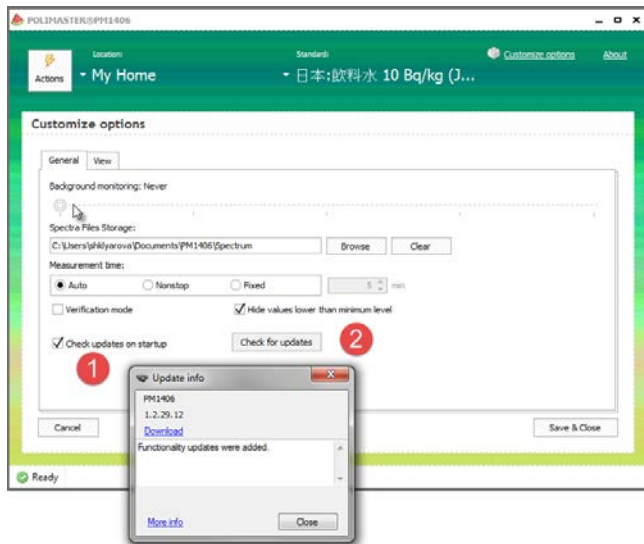 POLIMASTER@PM1406
Location:
Standard:
Customize options
About
Actions
My Home
日本:飲料水 10 Bq/kg (J...
Customize options
General
View
Background monitoring: Never
Spectra Files Storage:
C:\Users\shklyarova\Documents\PM1406\Spectrum
Browse
Clear
Measurement time:
Auto
Nonstop
Fixed
5
min
Verification mode
Hide values lower than minimum level
Check updates on startup
Check for updates
2
1
Update info
PM1406
1.2.29.12
Download
Functionality updates were added.
More info
Close
Cancel
Save & Close
Ready